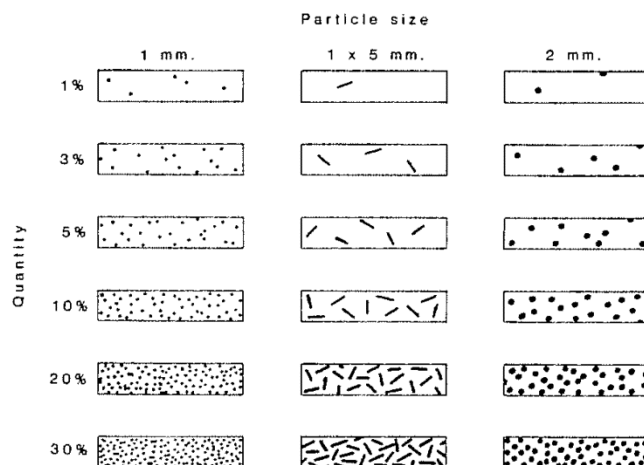 Particle size
1 mm.
1 x 5 mm.
2 mm.
Quantity
1%
3%
5%
10%
20%
30%